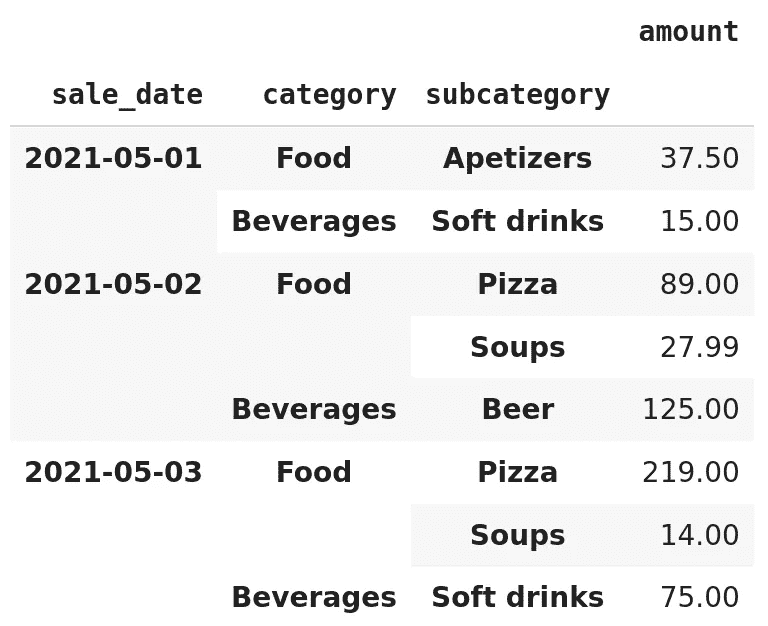 amount
sale_date category subcategory
2021-05-01 Food Apetizers 37.50
Beverages Soft drinks 15.00
2021-05-02 Food Pizza 89.00
Soups 27.99
Beverages Beer 125.00
2021-05-03 Food Pizza 219.00
Soups 14.00
Beverages Soft drinks 75.00